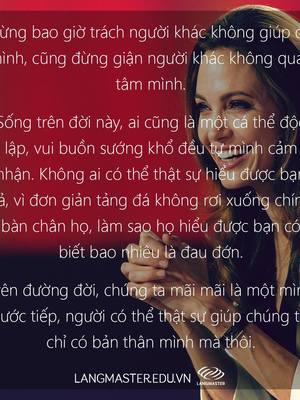 ừng bao giờ trách người khác không giúp đ
mình, cũng đừng giận người khác không qua
tâm mình.
Sống trên đời này, ai cũng là một cá thể độc
lập, vui buồn sướng khổ đều tự mình cảm
nhận. Không ai có thể thật sự hiểu được bạn
ả, vì đơn giản tảng đá không rơi xuống chín
bàn chân họ, làm sao họ hiểu được bạn có
biết bao nhiêu là đau đớn.
ên đường đời, chúng ta mãi mãi là một mìn
ước tiếp, người có thể thật sự giúp chúng t
chỉ có bản thân mình mà thôi.
LANGMASTER.EDU.VN
LANGMASTER